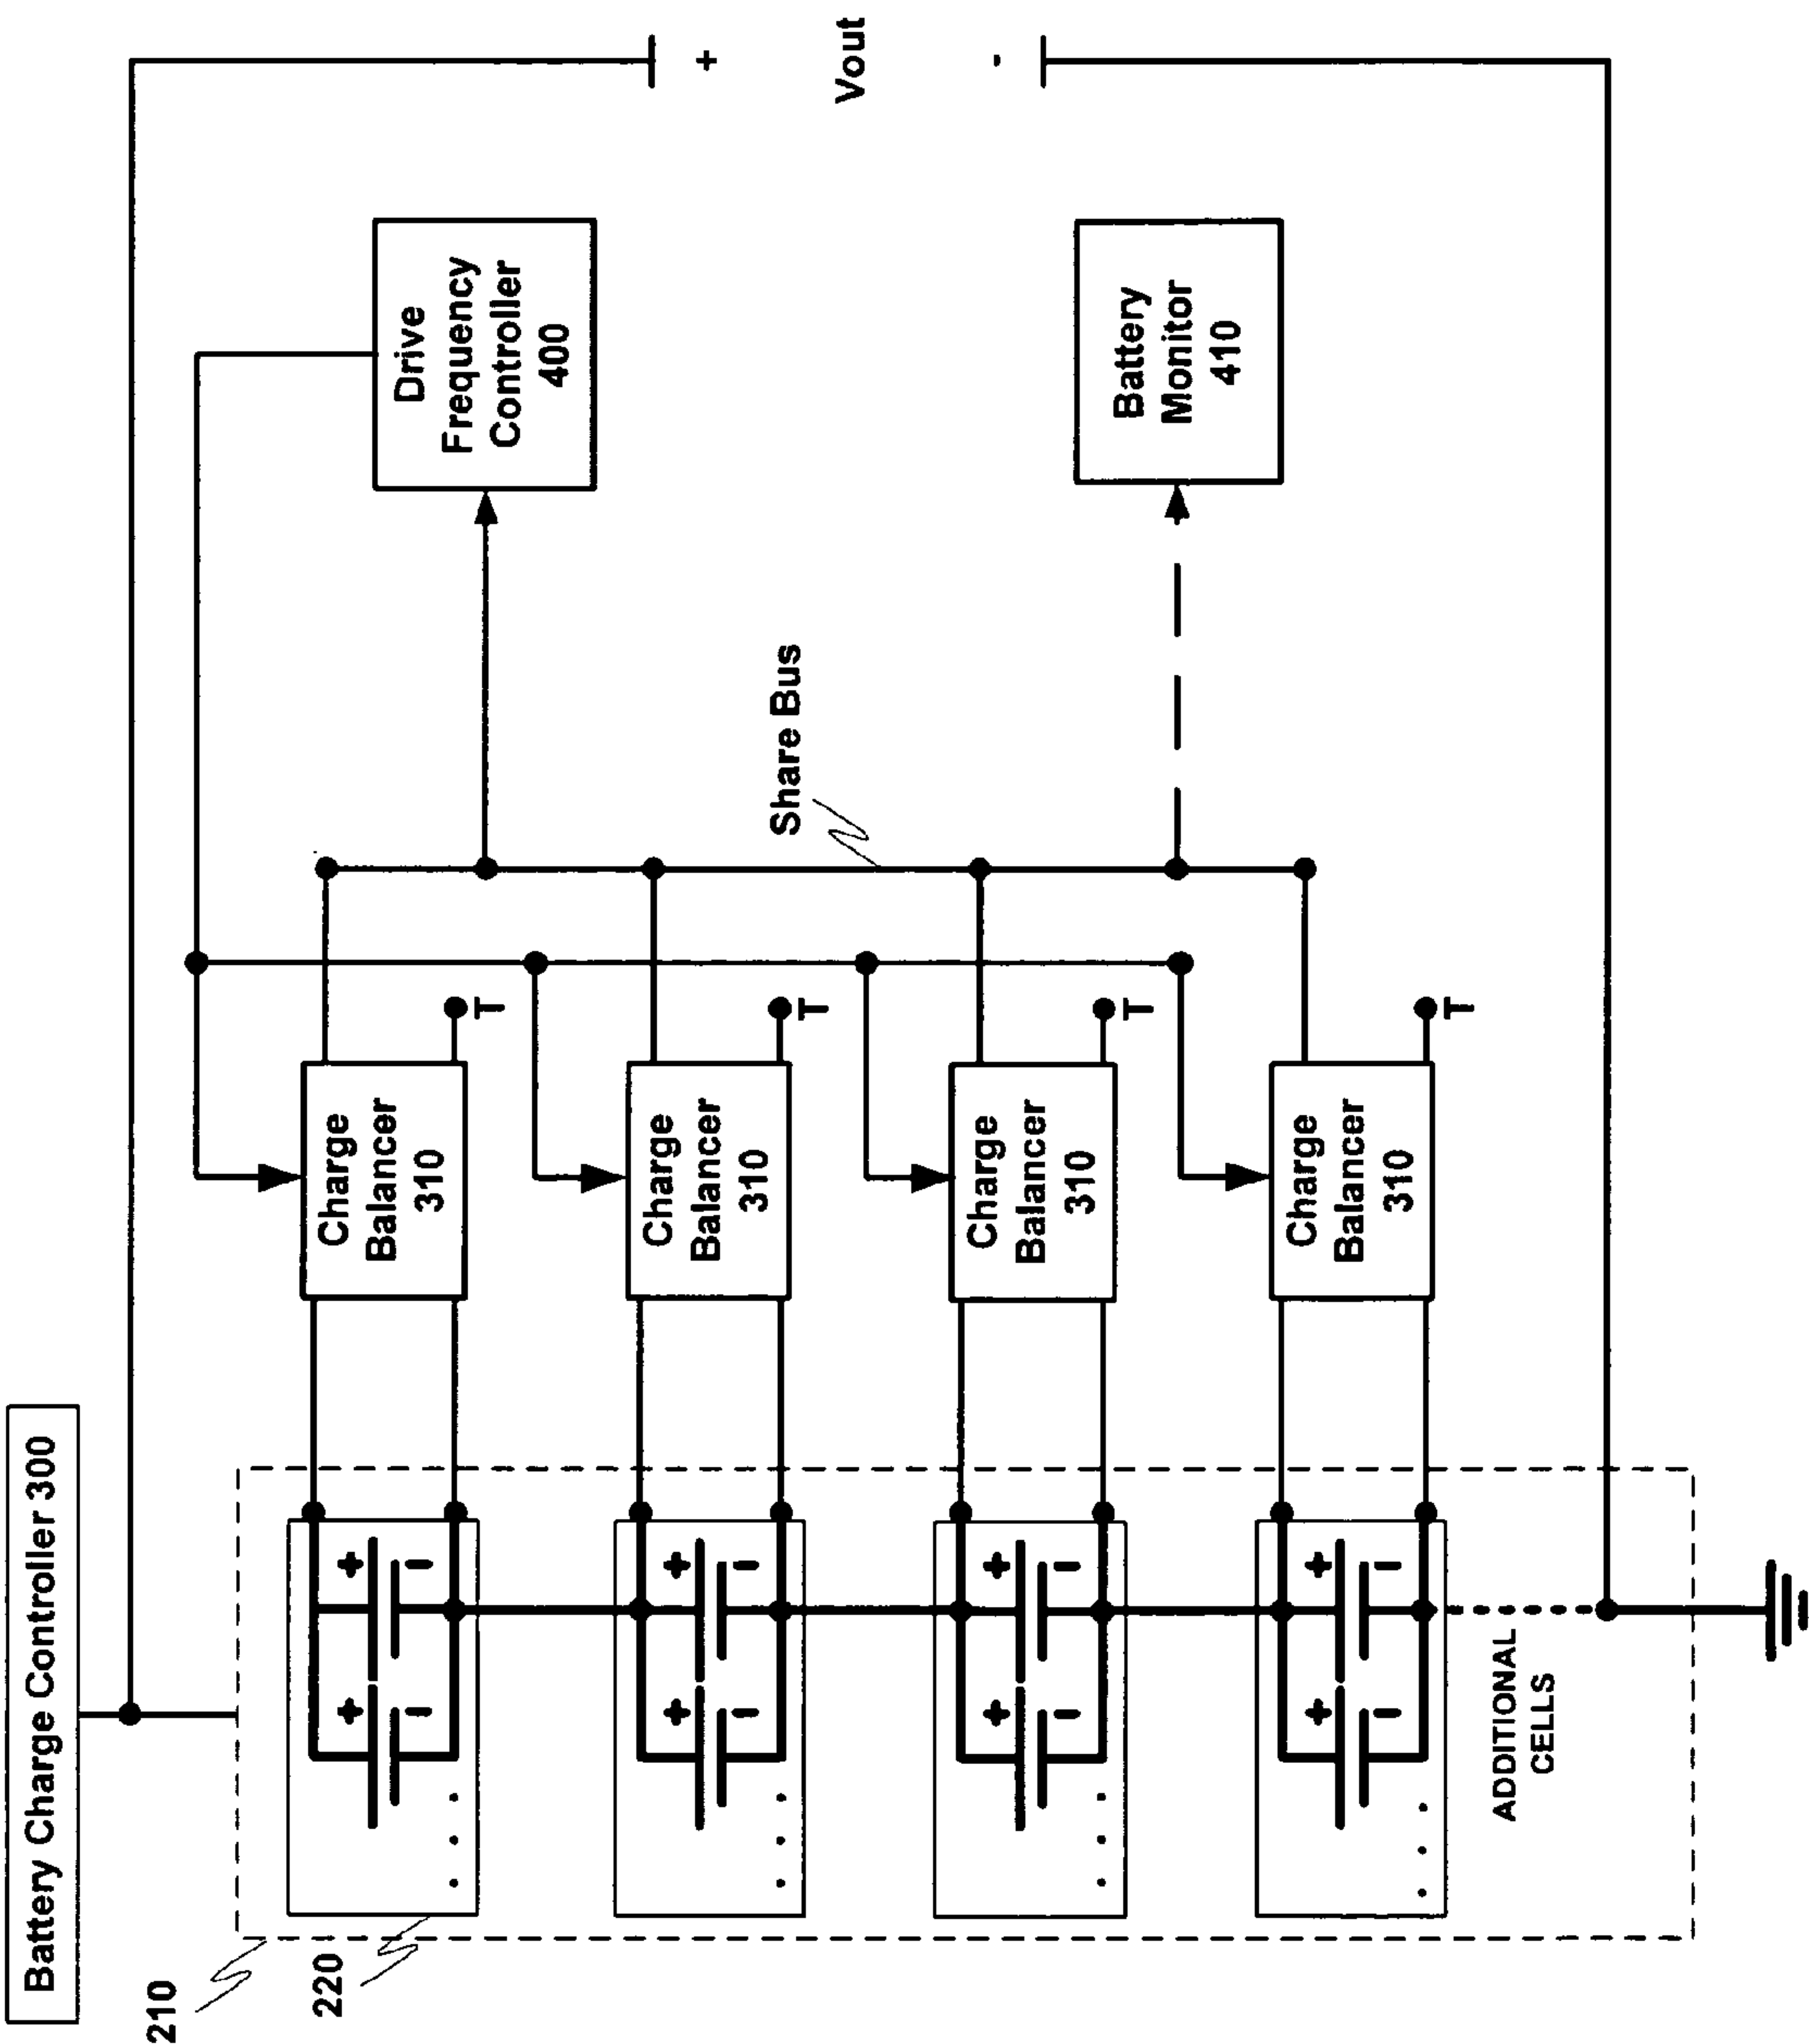 Battery Charge Controller 300
210
220
+
-
+
-
+
-
+
-
+
-
+
-
+
-
+
-
ADDITIONAL
CELLS
Charge
Balancer
310
T
Charge
Balancer
310
T
Charge
Balancer
310
T
Charge
Balancer
310
T
Share Bus
Drive
Frequency
Controller
400
Battery
Monitor
410
+
Vout
-